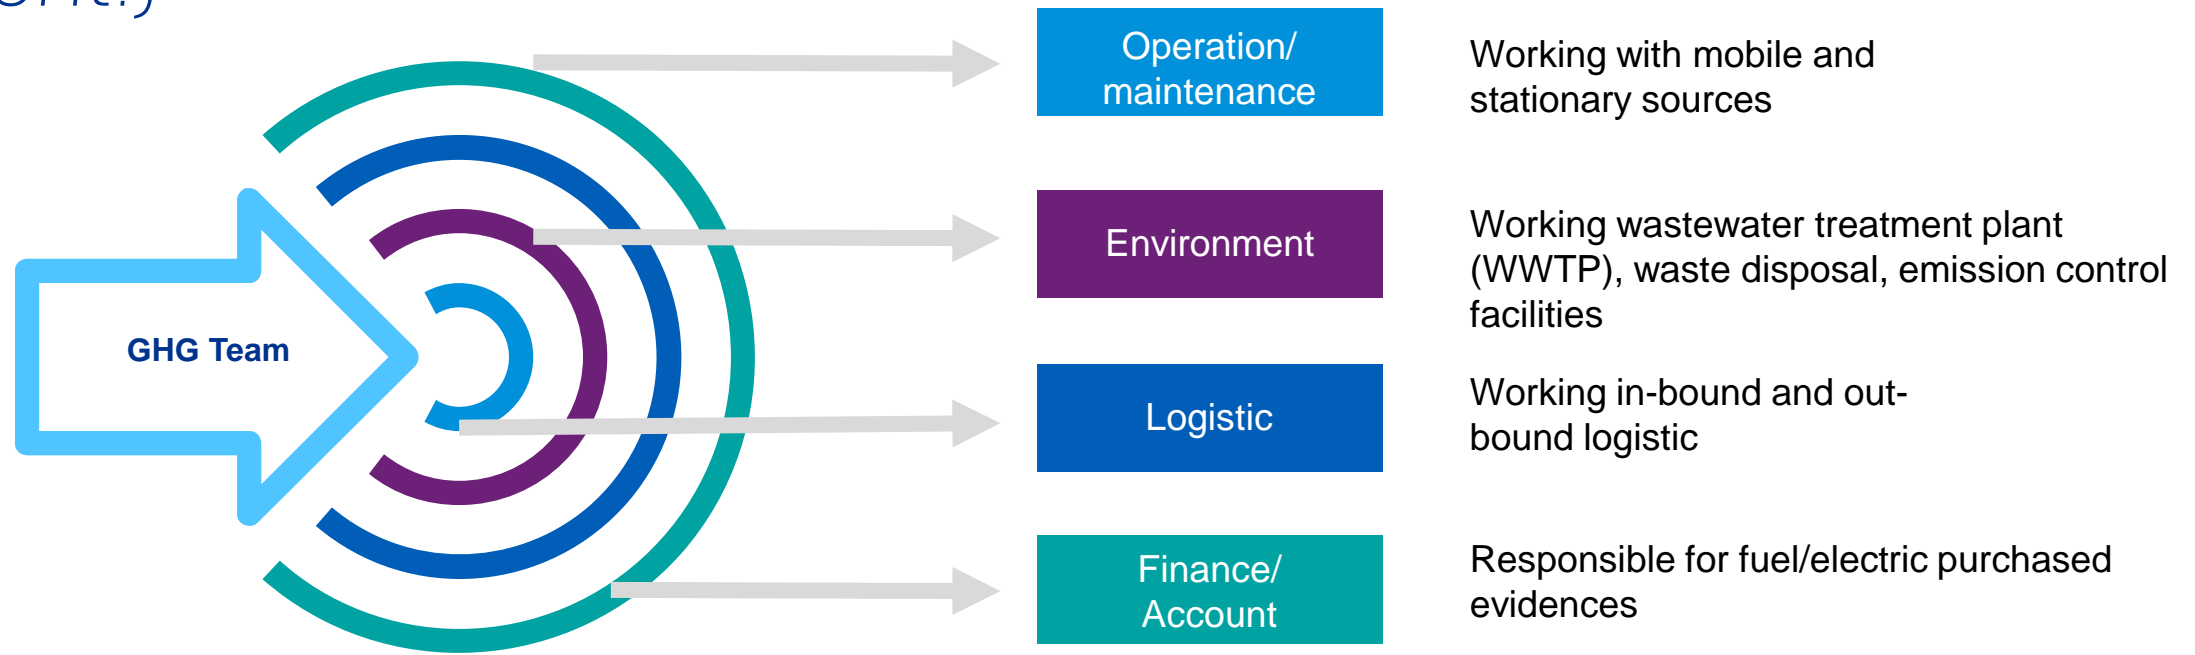 GHG Team
Operation/
maintenance
Working with mobile and
stationary sources
Environment
Working wastewater treatment plant
(WWTP), waste disposal, emission control
facilities
Logistic
Working in-bound and out-
bound logistic
Finance/
Account
Responsible for fuel/electric purchased
evidences